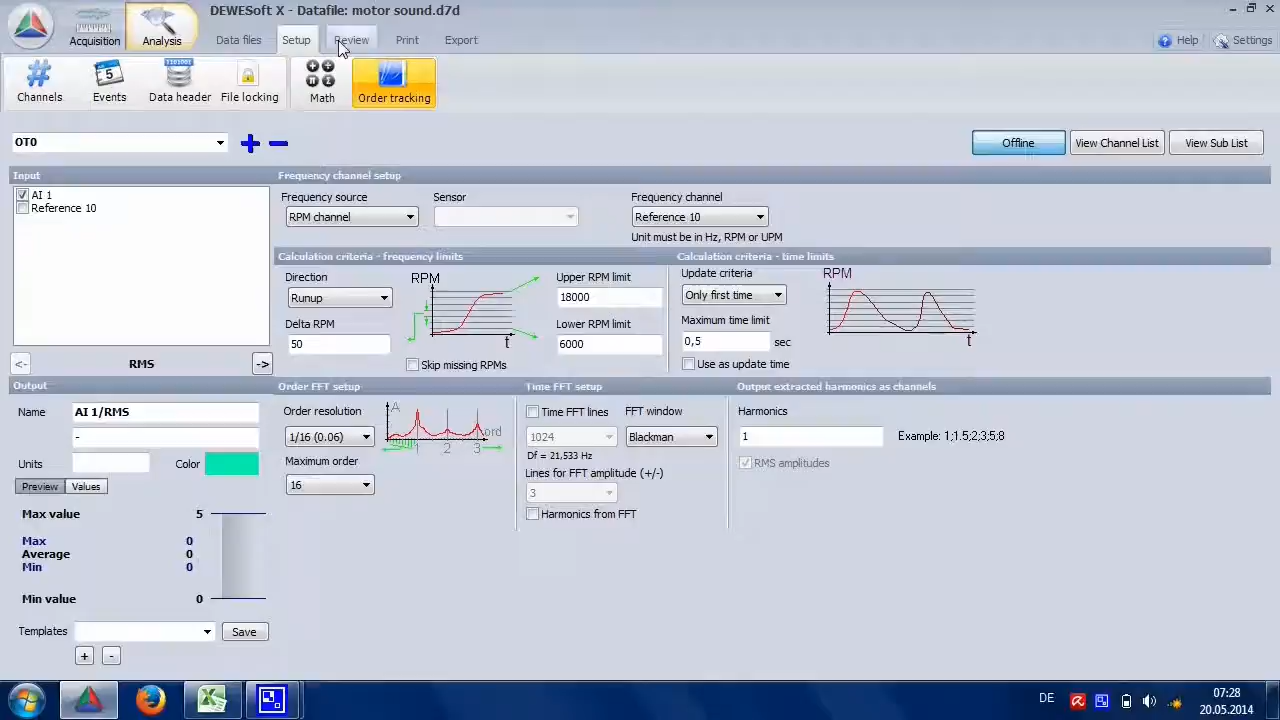 DEWESoft X - Datafile: motor sound.d7d
Acquisition
Analysis
Data files
Setup
Review
Print
Export
Help
Settings
1101001
5
Channels
Events
Data header
File locking
Math
Order tracking
OT0
Offline
View Channel List
View Sub List
Input
AI 1
Reference 10
<-
RMS
->
Frequency channel setup
Frequency source
Sensor
Frequency channel
RPM channel
Reference 10
Unit must be in Hz, RPM or UPM
Calculation criteria - frequency limits
Direction
Runup
Delta RPM
50
RPM
t
Upper RPM limit
18000
Lower RPM limit
6000
Skip missing RPMs
Calculation criteria - time limits
Update criteria
Only first time
Maximum time limit
0,5 sec
Use as update time
RPM
t
Output
Name AI 1/RMS
-
Units
Color
Preview Values
Max value 5
Max 0
Average 0
Min 0
Min value 0
Templates
Save
+ -
Order FFT setup
Order resolution
1/16 (0.06)
Maximum order
16
A
ord
1 2 3
Time FFT setup
Time FFT lines
FFT window
1024
Blackman
Df = 21,533 Hz
Lines for FFT amplitude (+/-)
3
Harmonics from FFT
Output extracted harmonics as channels
Harmonics
1
Example: 1;1.5;2;3.5;8
RMS amplitudes
DE
07:28
20.05.2014